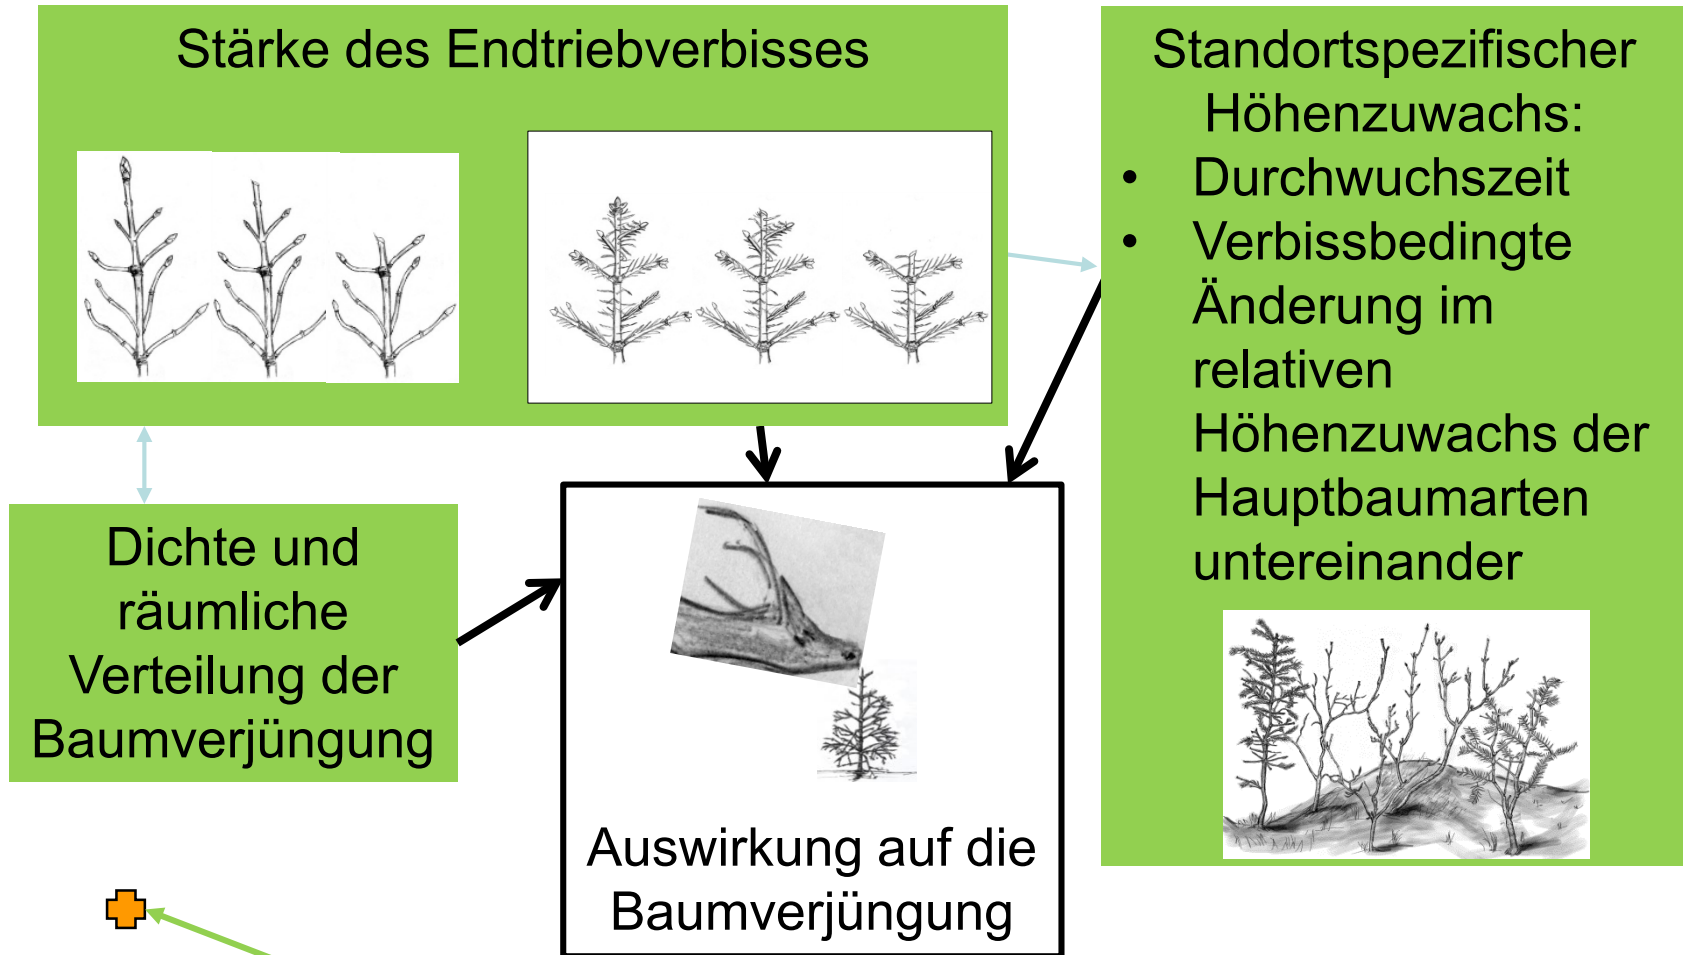 Stärke des Endtriebverbisses
Standortspezifischer
Höhenzuwachs:
• Durchwuchszeit
• Verbissbedingte
Änderung im
relativen
Höhenzuwachs der
Hauptbaumarten
untereinander
Dichte und
räumliche
Verteilung der
Baumverjüngung
Auswirkung auf die
Baumverjüngung